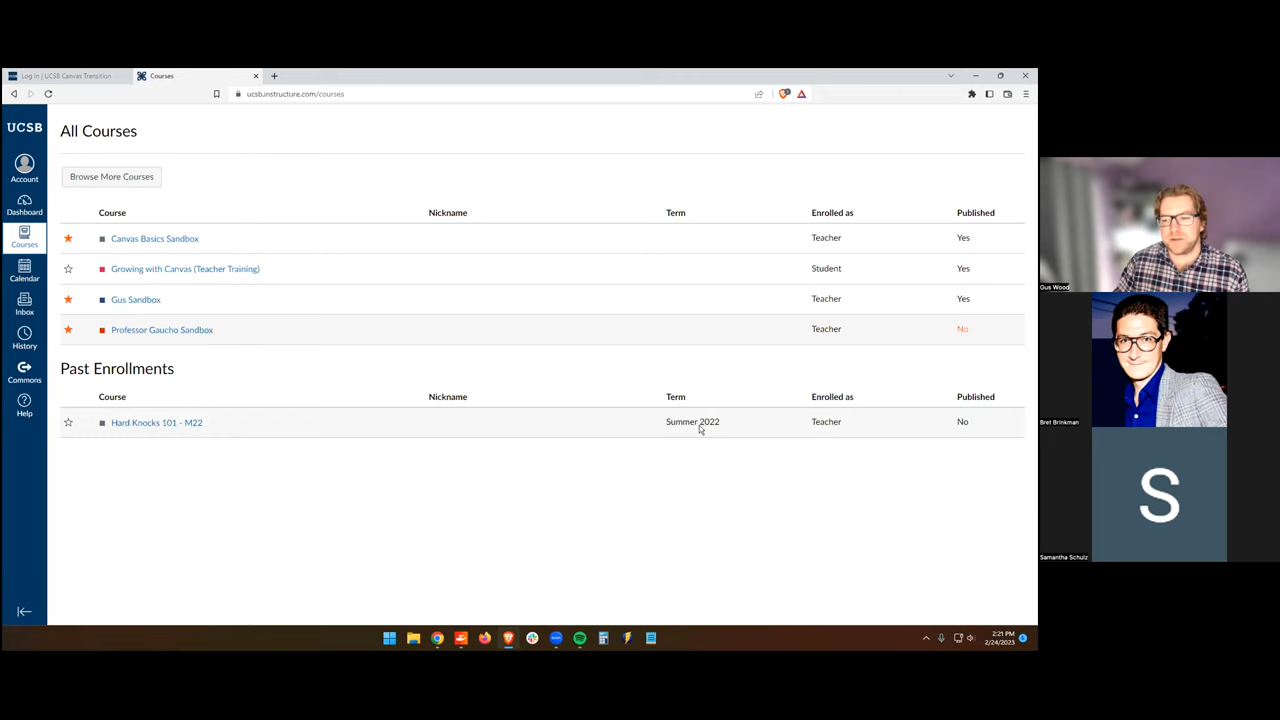 Log In | UCSB Canvas Transition
Courses
ucsb.instructure.com/courses
UCSB
Account
Dashboard
Courses
Calendar
Inbox
History
Commons
Help
All Courses
Browse More Courses
Course Nickname Term Enrolled as Published
Canvas Basics Sandbox Teacher Yes
Growing with Canvas (Teacher Training) Student Yes
Gus Sandbox Teacher Yes
Professor Gaucho Sandbox Teacher No
Past Enrollments
Course Nickname Term Enrolled as Published
Hard Knocks 101 - M22 Summer 2022 Teacher No
2:21 PM
2/24/2023
Gus Wood
Bret Brinkman
S
Samantha Schulz